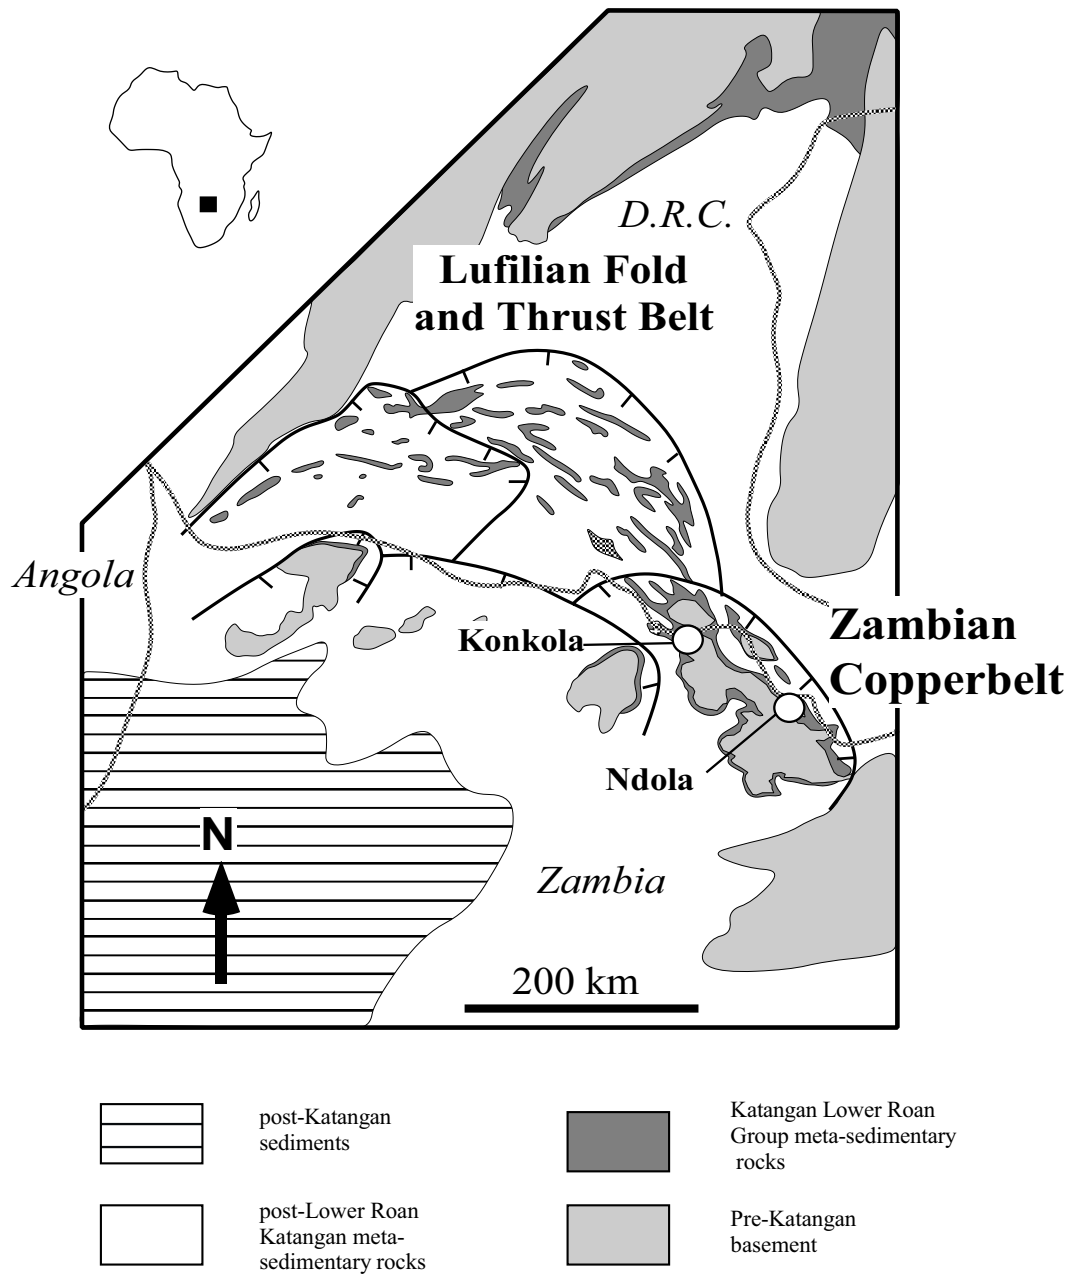 D.R.C.
Lufilian Fold
and Thrust Belt
Angola
Zambian
Copperbelt
Konkola
Ndola
N
Zambia
200 km
post-Katangan
sediments
Katangan Lower Roan
Group meta-sedimentary
rocks
post-Lower Roan
Katangan meta-
sedimentary rocks
Pre-Katangan
basement